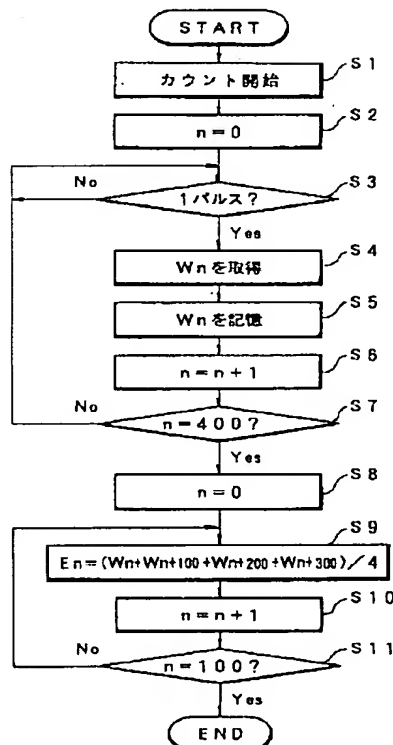 START
S1
カウント開始
S2
n=0
No
S3
1パルス?
Yes
S4
Wnを取得
S5
Wnを記憶
S6
n=n+1
No
S7
n=400?
Yes
S8
n=0
S9
En=(Wn+Wn+100+Wn+200+Wn+300)/4
S10
n=n+1
No
S11
n=100?
Yes
END